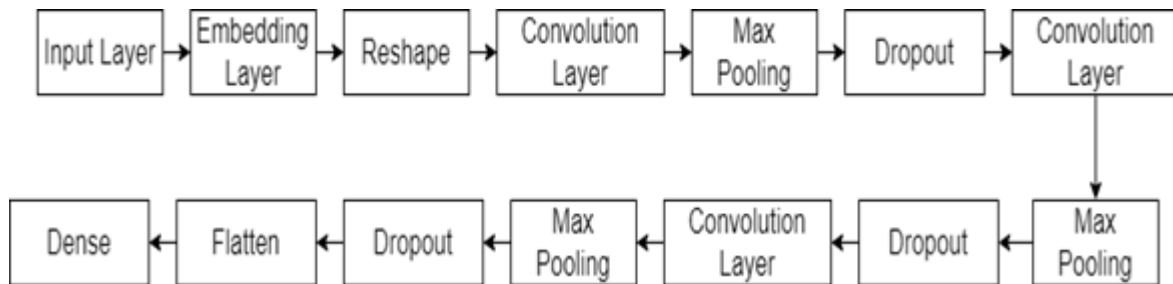 Input Layer
Embedding
Layer
Reshape
Convolution
Layer
Max
Pooling
Dropout
Convolution
Layer
Max
Pooling
Dropout
Convolution
Layer
Max
Pooling
Dropout
Flatten
Dense